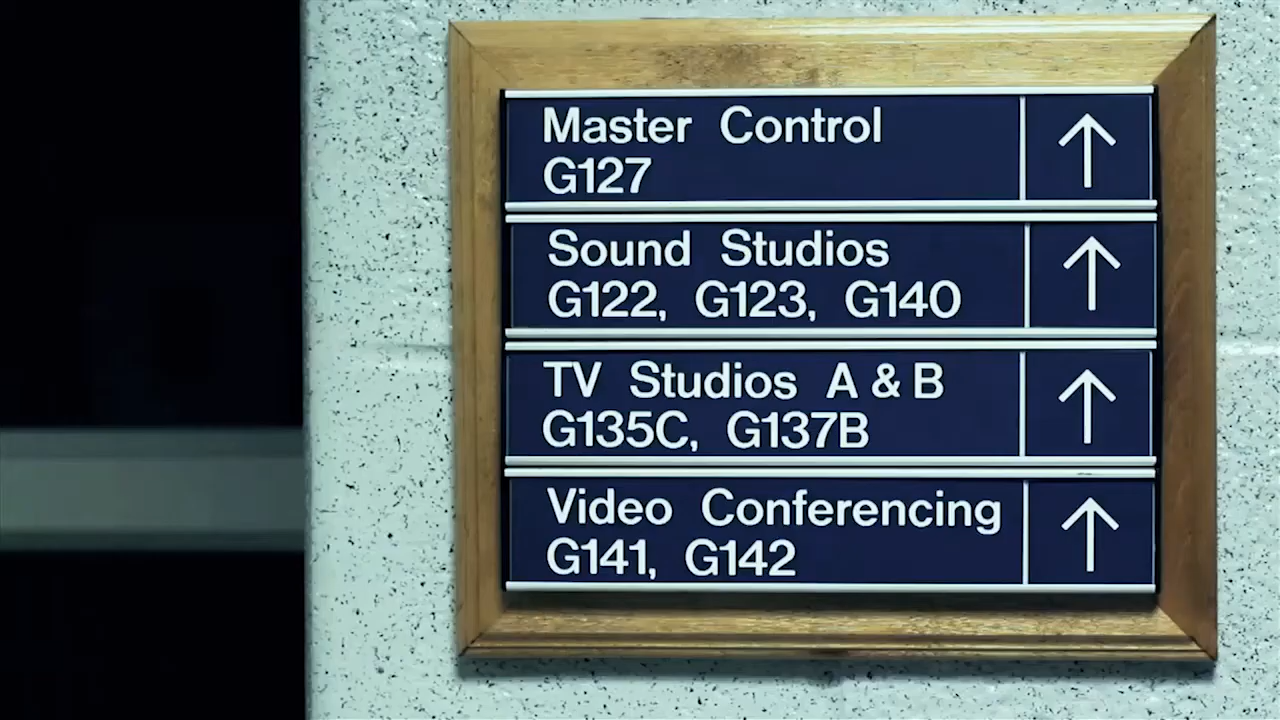 Master Control
G127
Sound Studios
G122, G123, G140
TV Studios A & B
G135C, G137B
Video Conferencing
G141, G142